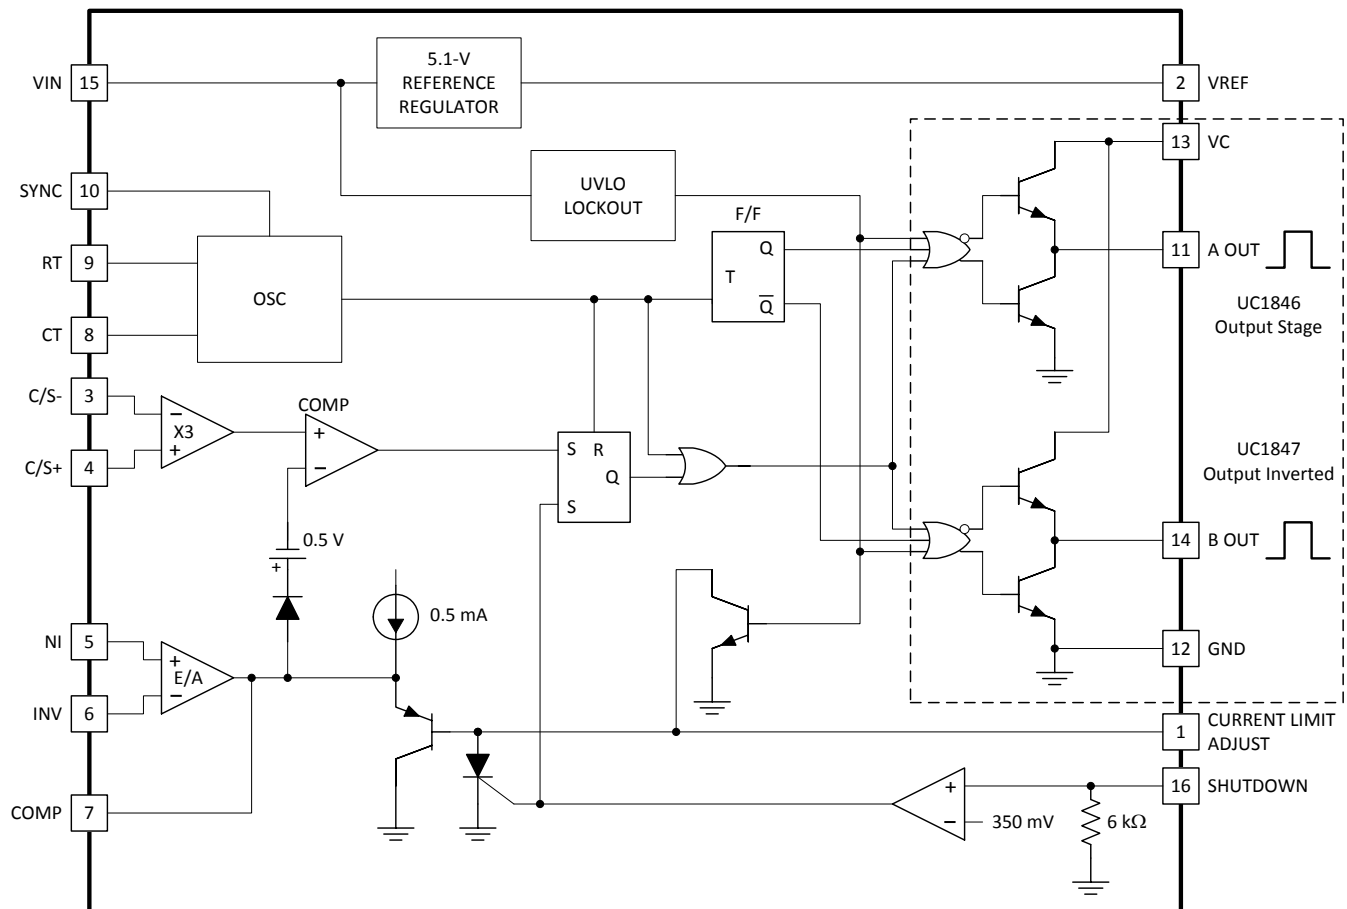 5.1-V
REFERENCE
REGULATOR
VIN 15
2 VREF
13 VC
SYNC 10
UVLO
LOCKOUT
F/F
Q
T
Q̅
RT 9
OSC
CT 8
11 A OUT
UC1846
Output Stage
C/S- 3
C/S+ 4
−
X3
+
COMP
+
−
S R
Q
S
UC1847
Output Inverted
14 B OUT
0.5 V
+
0.5 mA
NI 5
INV 6
+
E/A
−
12 GND
1 CURRENT LIMIT
ADJUST
16 SHUTDOWN
COMP 7
+
−
350 mV
6 kΩ